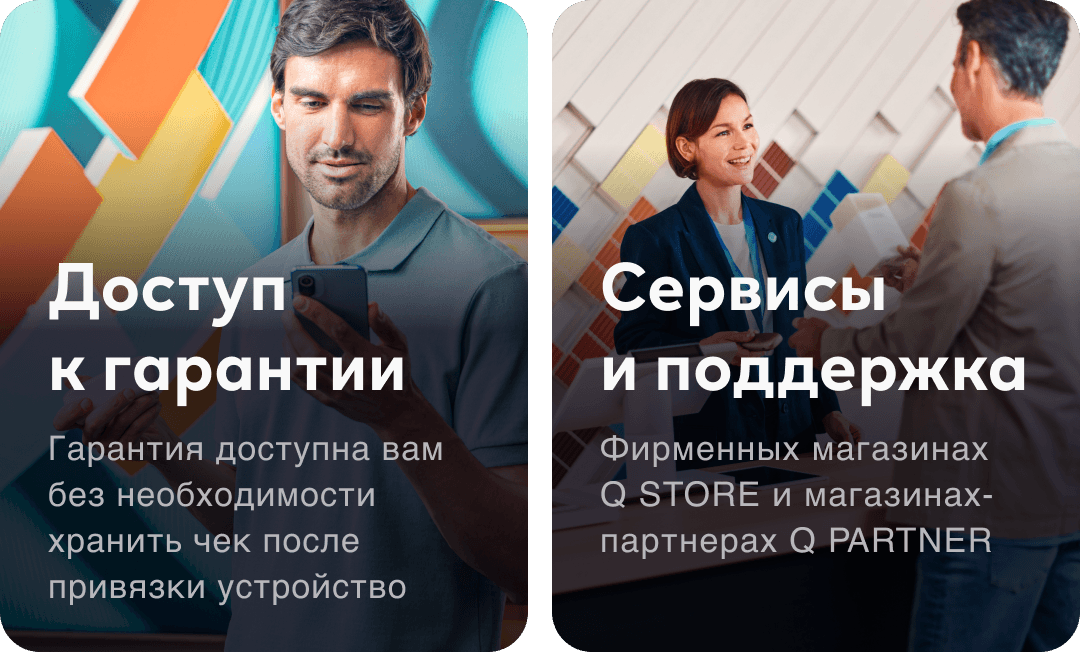 Доступ
к гарантии
Гарантия доступна вам
без необходимости
хранить чек после
привязки устройство
Сервисы
и поддержка
Фирменных магазинах
Q STORE и магазинах-
партнерах Q PARTNER